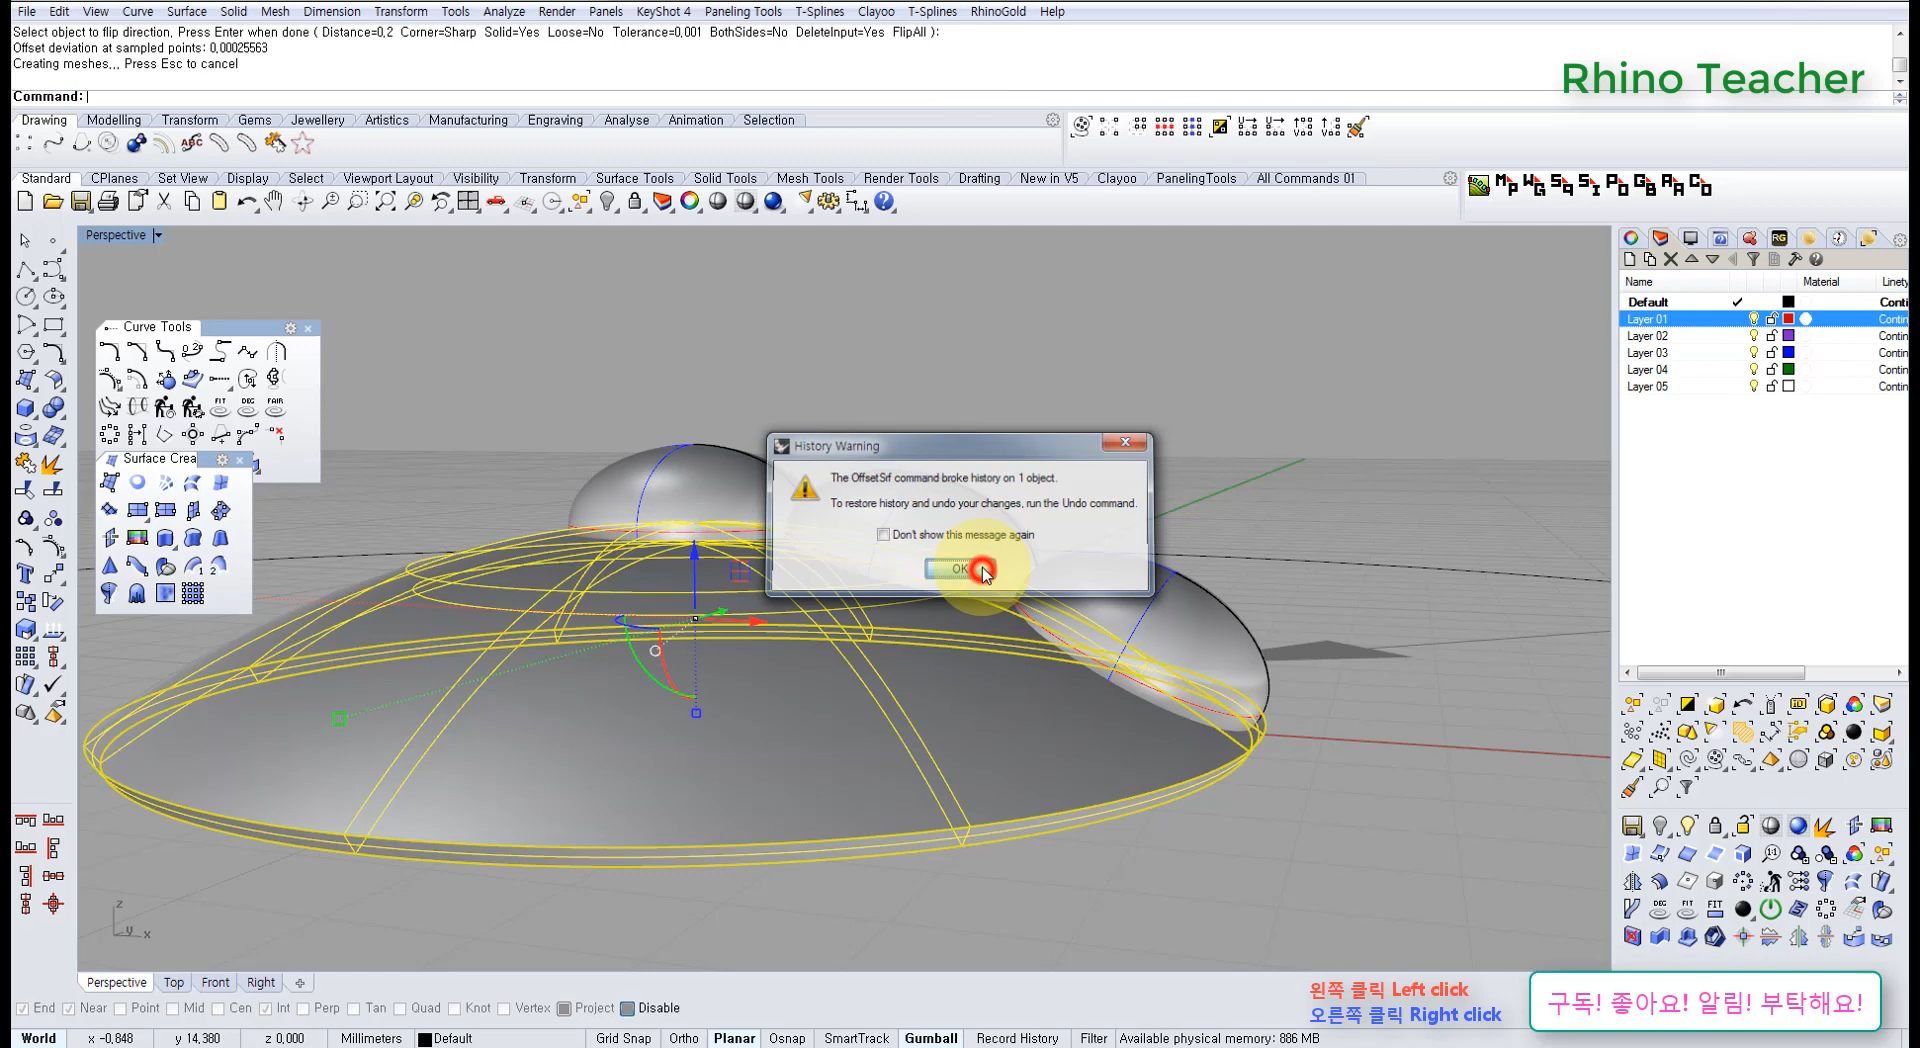 File Edit View Curve Surface Solid Mesh Dimension Transform Tools Analyze Render Panels KeyShot 4 Paneling Tools T-Splines Clayoo T-Splines RhinoGold Help
Select object to flip direction, Press Enter when done ( Distance=0,2 Corner=Sharp Solid=Yes Loose=No Tolerance=0,001 BothSides=No DeleteInput=Yes FlipAll ):
Offset deviation at sampled points: 0,00025563
Creating meshes,,, Press Esc to cancel
Command:
Rhino Teacher
Drawing Modelling Transform Gems Jewellery Artistics Manufacturing Engraving Analyse Animation Selection
Standard CPlanes Set View Display Select Viewport Layout Visibility Transform Surface Tools Solid Tools Mesh Tools Render Tools Drafting New in V5 Clayoo PanelingTools All Commands 01
Perspective
Curve Tools
Surface Crea
History Warning
The OffsetSrf command broke history on 1 object.
To restore history and undo your changes, run the Undo command.
Don't show this message again
OK
Name Material Linety
Default Conti
Layer 01 Contin
Layer 02 Contin
Layer 03 Contin
Layer 04 Contin
Layer 05 Contin
z
y x
Perspective Top Front Right
End Near Point Mid Cen Int Perp Tan Quad Knot Vertex Project Disable
왼쪽 클릭 Left click
오른쪽 클릭 Right click
구독! 좋아요! 알림! 부탁해요!
World x -0,848 y 14,380 z 0,000 Millimeters Default Grid Snap Ortho Planar Osnap SmartTrack Gumball Record History Filter Available physical memory: 886 MB